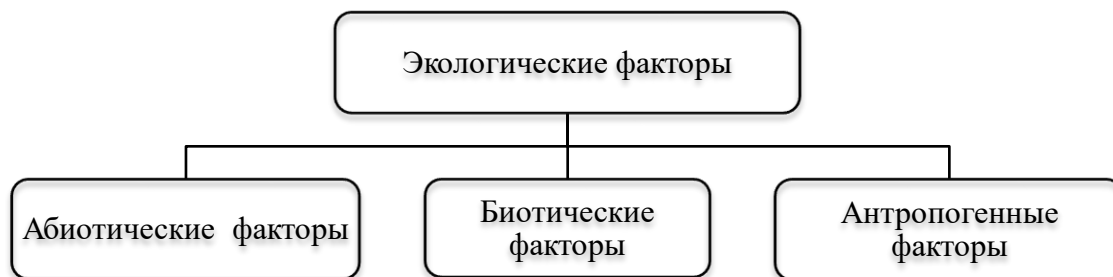 Экологические факторы
Абиотические факторы
Биотические
факторы
Антропогенные
факторы